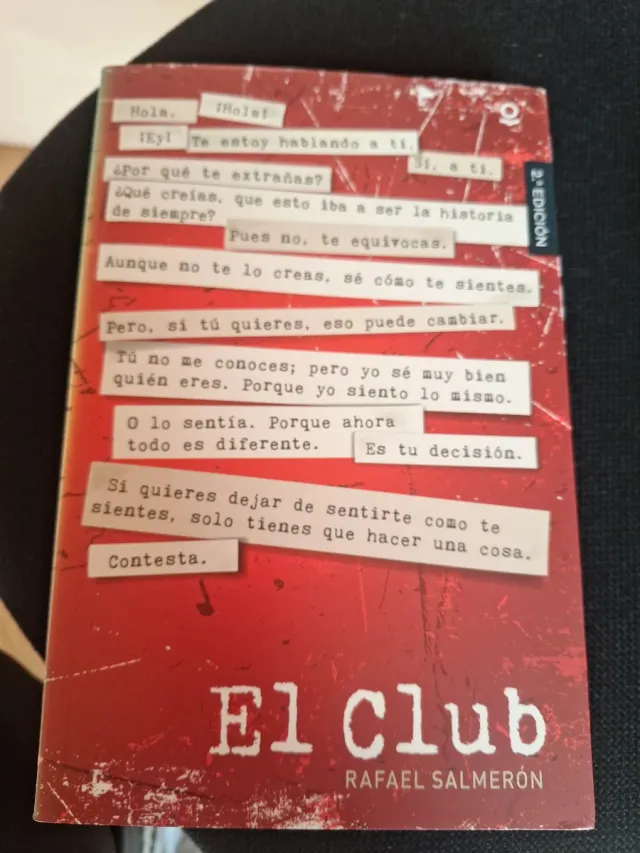 Hola.
¡Hola!
¡Ey!
Te estoy hablando a ti.
Sí, a ti.
¿Por qué te extrañas?
¿Qué creías, que esto iba a ser la historia
de siempre?
Pues no, te equivocas.
Aunque no te lo creas, sé cómo te sientes.
Pero, si tú quieres, eso puede cambiar.
Tú no me conoces; pero yo sé muy bien
quién eres. Porque yo siento lo mismo.
O lo sentía. Porque ahora
todo es diferente.
Es tu decisión.
Si quieres dejar de sentirte como te
sientes, solo tienes que hacer una cosa.
Contesta.
2.ª EDICIÓN
El Club
RAFAEL SALMERÓN